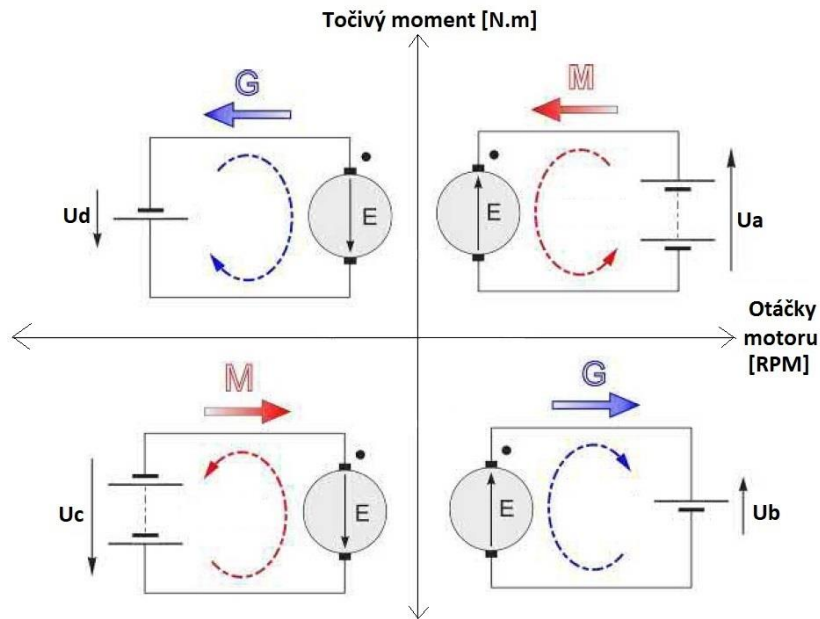 Točivý moment [N.m]
G
M
Ud
E
E
Ua
Otáčky
motoru
[RPM]
M
G
Uc
E
E
Ub